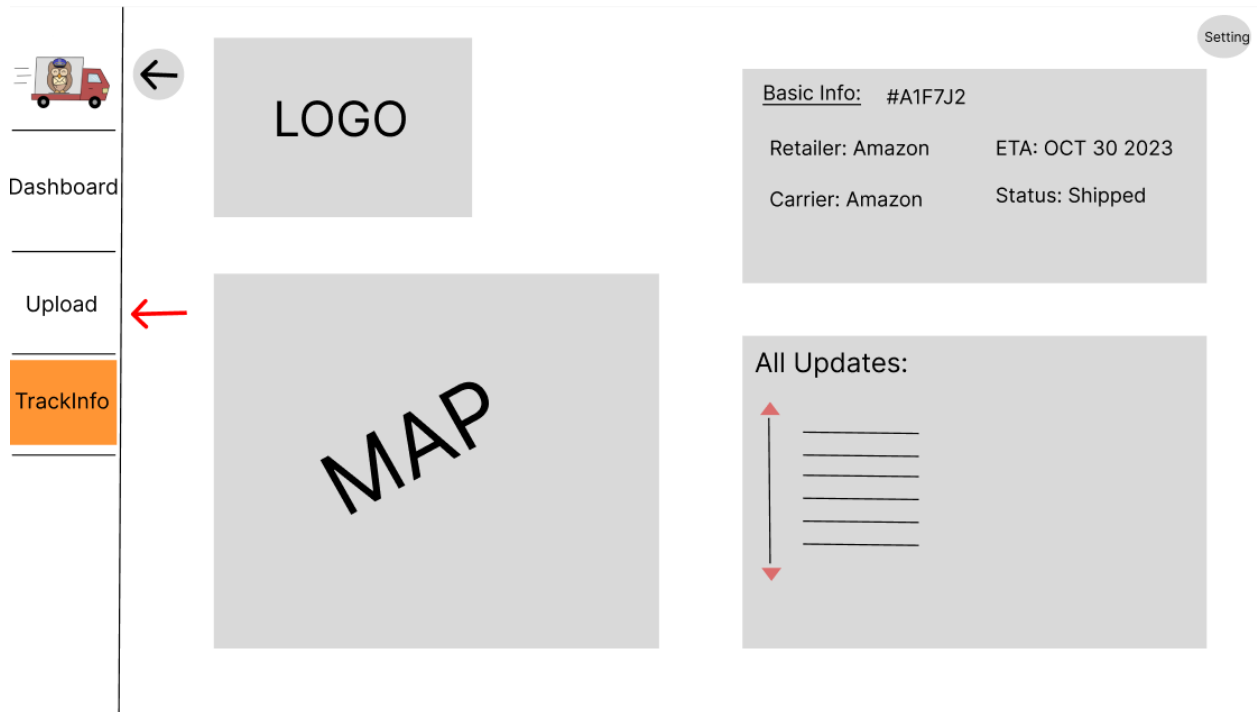 Setting
Dashboard
Upload
TrackInfo
LOGO
MAP
Basic Info: #A1F7J2
Retailer: Amazon ETA: OCT 30 2023
Carrier: Amazon Status: Shipped
All Updates: